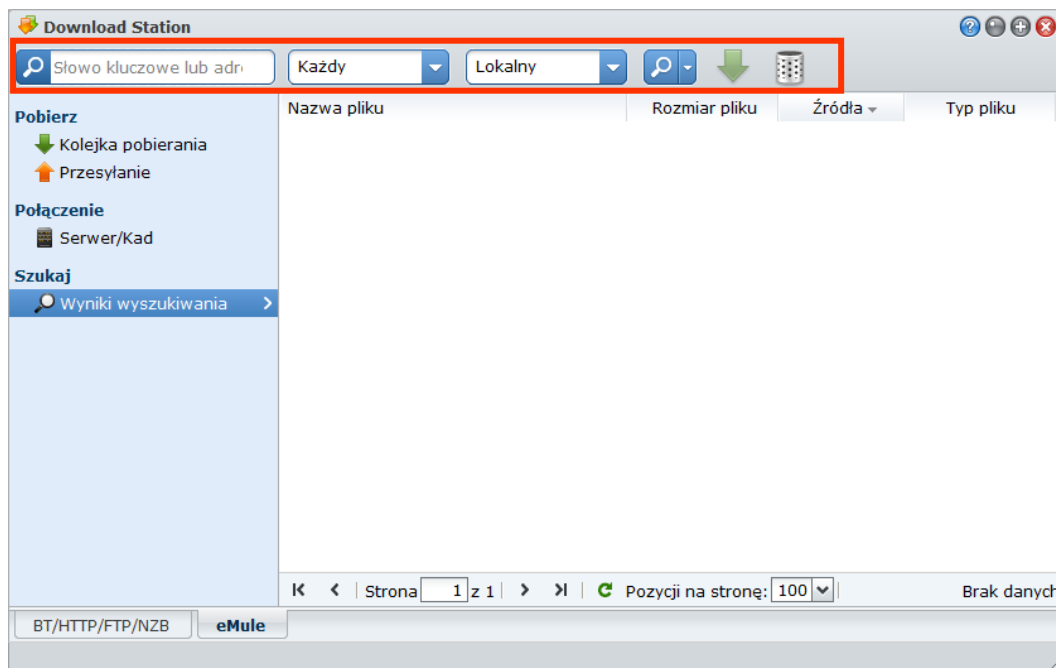 Download Station
Słowo kluczowe lub adr
Każdy
Lokalny
Nazwa pliku Rozmiar pliku Źródła Typ pliku
Pobierz
Kolejka pobierania
Przesyłanie
Połączenie
Serwer/Kad
Szukaj
Wyniki wyszukiwania
Strona 1 z 1 Pozycji na stronę: 100 Brak danych
BT/HTTP/FTP/NZB eMule